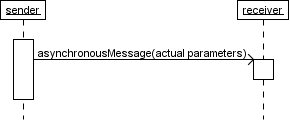 sender
receiver
asynchronousMessage(actual parameters)